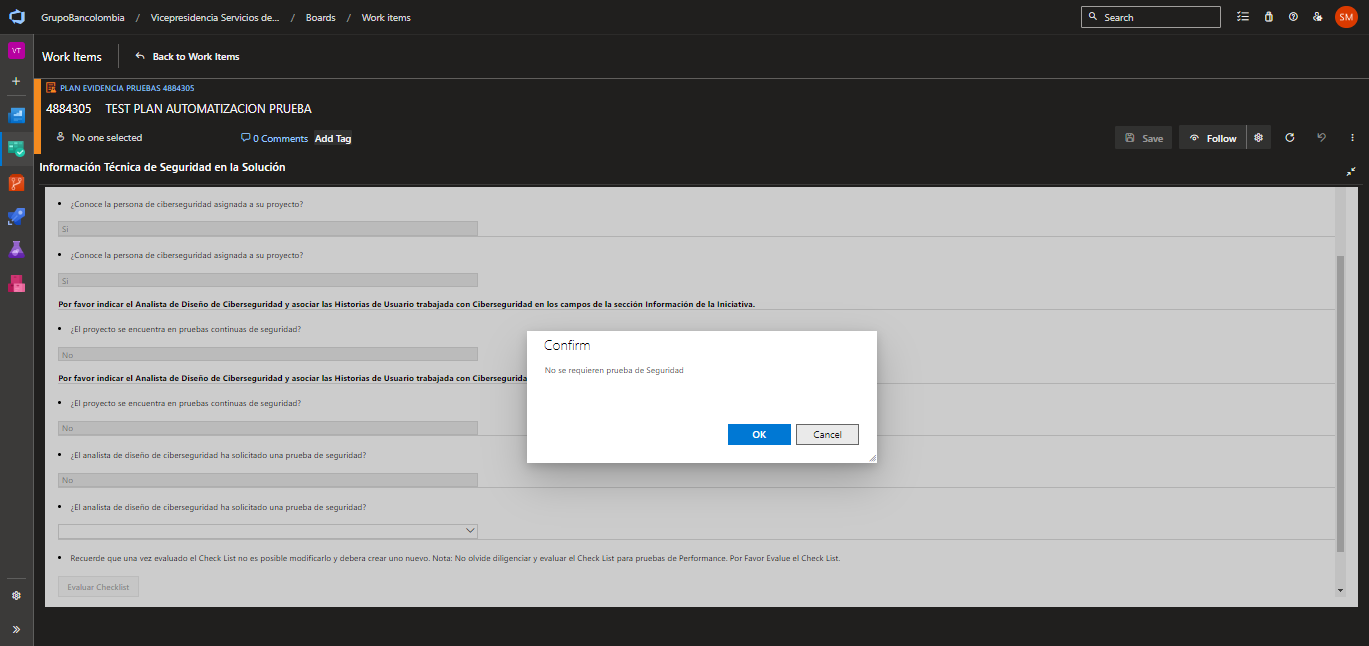 GrupoBancolombia / Vicepresidencia Servicios de... / Boards / Work items
Search
SM
VT
Work Items
Back to Work Items
PLAN EVIDENCIA PRUEBAS 4884305
4884305 TEST PLAN AUTOMATIZACION PRUEBA
No one selected
0 Comments
Add Tag
Save
Follow
Información Técnica de Seguridad en la Solución
¿Conoce la persona de ciberseguridad asignada a su proyecto?
Si
¿Conoce la persona de ciberseguridad asignada a su proyecto?
Si
Por favor indicar el Analista de Diseño de Ciberseguridad y asociar las Historias de Usuario trabajada con Ciberseguridad en los campos de la sección Información de la Iniciativa.
¿El proyecto se encuentra en pruebas continuas de seguridad?
No
Por favor indicar el Analista de Diseño de Ciberseguridad y asociar las Historias de Usuario trabajada con Cibersegurida
¿El proyecto se encuentra en pruebas continuas de seguridad?
No
¿El analista de diseño de ciberseguridad ha solicitado una prueba de seguridad?
No
¿El analista de diseño de ciberseguridad ha solicitado una prueba de seguridad?
Recuerde que una vez evaluado el Check List no es posible modificarlo y debera crear uno nuevo. Nota: No olvide diligenciar y evaluar el Check List para pruebas de Performance. Por Favor Evalue el Check List.
Evaluar Checklist
Confirm
No se requieren prueba de Seguridad
OK
Cancel